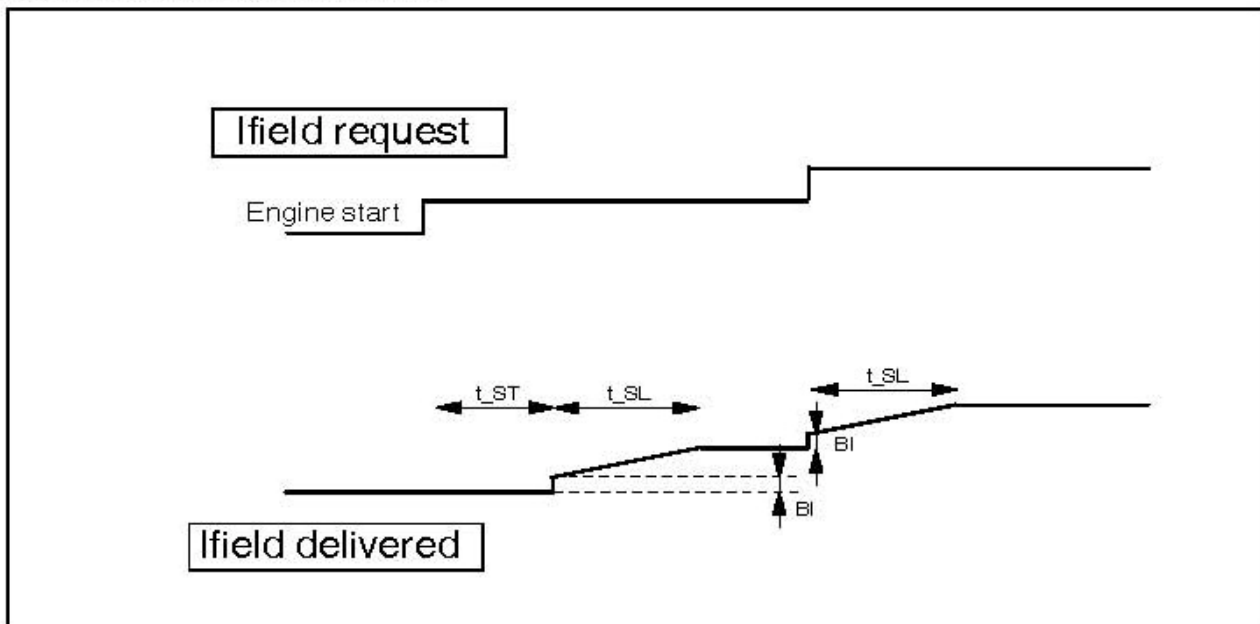 Ifield request
Engine start
t_ST
t_SL
t_SL
BI
BI
Ifield delivered